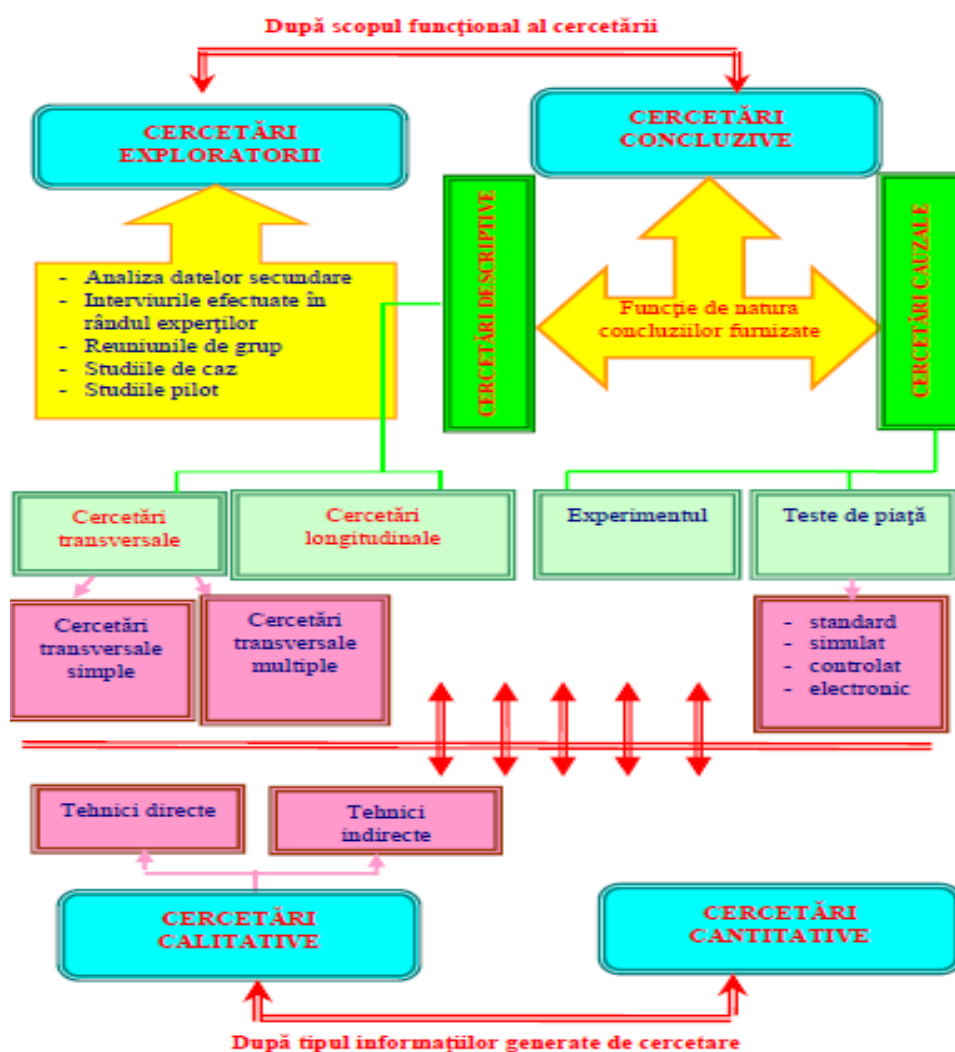 După scopul funcţional al cercetării
CERCETĂRI
EXPLORATORII
CERCETĂRI
CONCLUZIVE
- Analiza datelor secundare
- Interviurile efectuate în
rândul experţilor
- Reuniunile de grup
- Studiile de caz
- Studiile pilot
CERCETĂRI DESCRIPTIVE
Funcţie de natura
concluziilor furnizate
CERCETĂRI CAUZALE
Cercetări
transversale
Cercetări
longitudinale
Experimentul
Teste de piaţă
Cercetări
transversale
simple
Cercetări
transversale
multiple
- standard
- simulat
- controlat
- electronic
Tehnici directe
Tehnici
indirecte
CERCETĂRI
CALITATIVE
CERCETĂRI
CANTITATIVE
După tipul informaţiilor generate de cercetare